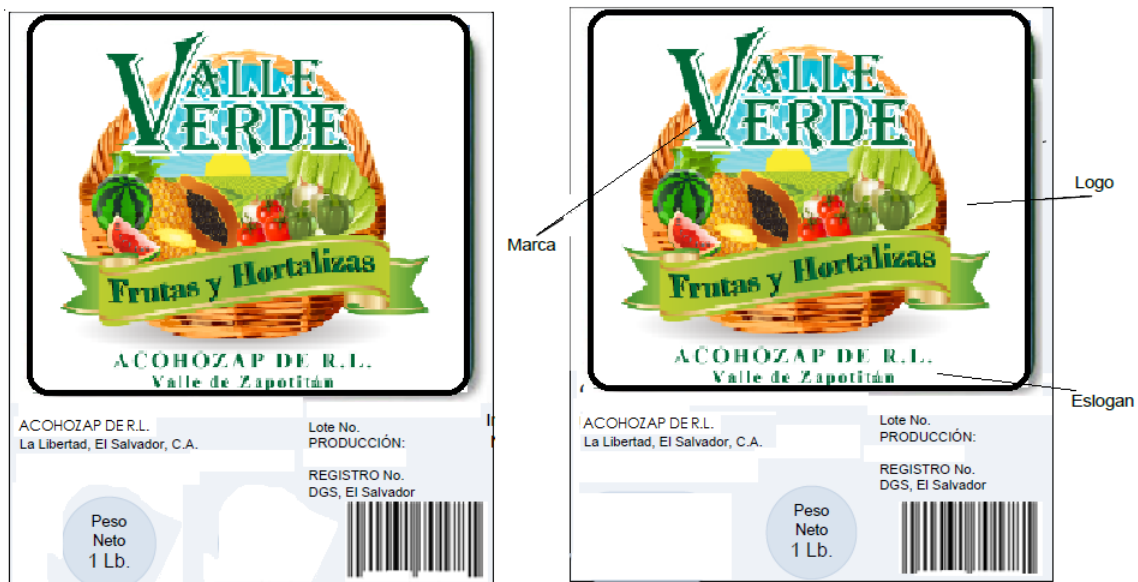 VALLE
VERDE
Frutas y Hortalizas
ACOHOZAP DE R.L.
Valle de Zapotitán
ACOHOZAP DE R.L.
La Libertad, El Salvador, C.A.
Lote No.
PRODUCCIÓN:
REGISTRO No.
DGS, El Salvador
Peso
Neto
1 Lb.
Marca
VALLE
VERDE
Frutas y Hortalizas
ACOHOZAP DE R.L.
Valle de Zapotitán
Logo
Eslogan
ACOHOZAP DE R.L.
La Libertad, El Salvador, C.A.
Lote No.
PRODUCCIÓN:
REGISTRO No.
DGS, El Salvador
Peso
Neto
1 Lb.